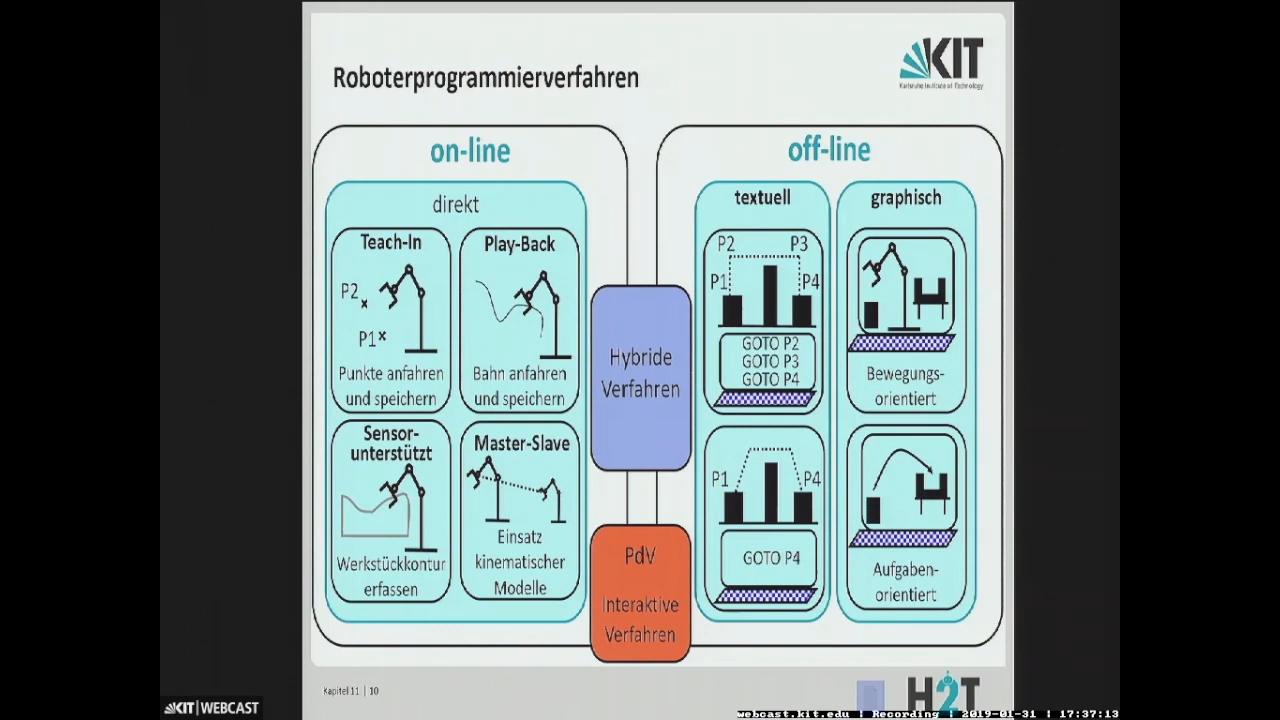 Roboterprogrammierverfahren
KIT
Karlsruhe Institute of Technology
on-line
direkt
Teach-In
P2
P1
Punkte anfahren
und speichern
Play-Back
Bahn anfahren
und speichern
Sensor-
unterstützt
Werkstückkontur
erfassen
Master-Slave
Einsatz
kinematischer
Modelle
Hybride
Verfahren
PdV
Interaktive
Verfahren
off-line
textuell
P2 P3
P1 P4
GOTO P2
GOTO P3
GOTO P4
P1 P4
GOTO P4
graphisch
Bewegungs-
orientiert
Aufgaben-
orientiert
Kapitel 11 | 10
H2T
KIT | WEBCAST
webcast.kit.edu | Recording | 2019-01-31 | 17:37:13